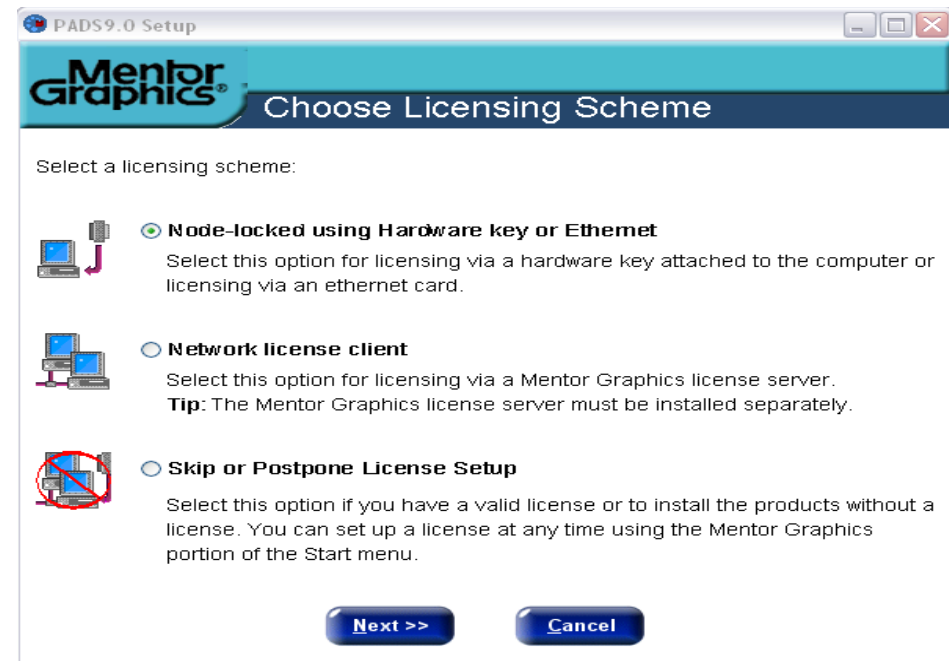 PADS9.0 Setup
Mentor
Graphics®
Choose Licensing Scheme
Select a licensing scheme:
Node-locked using Hardware key or Ethernet
Select this option for licensing via a hardware key attached to the computer or
licensing via an ethernet card.
Network license client
Select this option for licensing via a Mentor Graphics license server.
Tip: The Mentor Graphics license server must be installed separately.
Skip or Postpone License Setup
Select this option if you have a valid license or to install the products without a
license. You can set up a license at any time using the Mentor Graphics
portion of the Start menu.
Next >>
Cancel